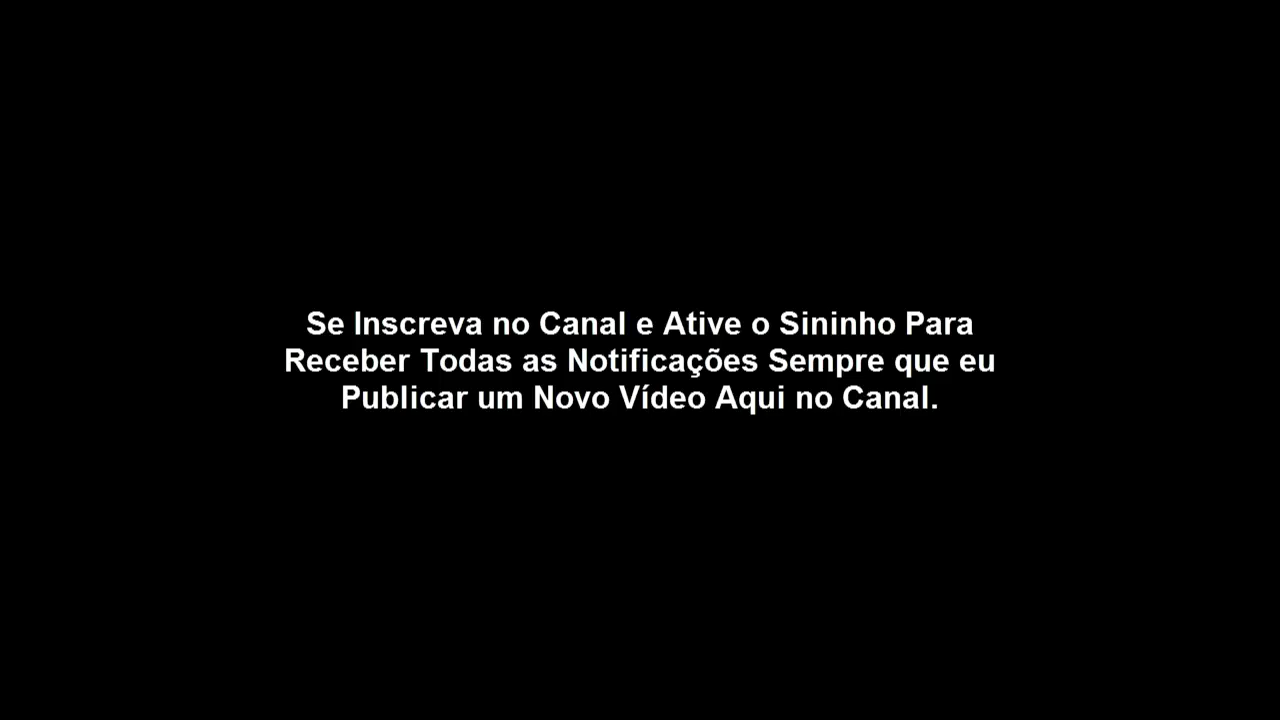 Se Inscreva no Canal e Ative o Sininho Para
Receber Todas as Notificações Sempre que eu
Publicar um Novo Vídeo Aqui no Canal.